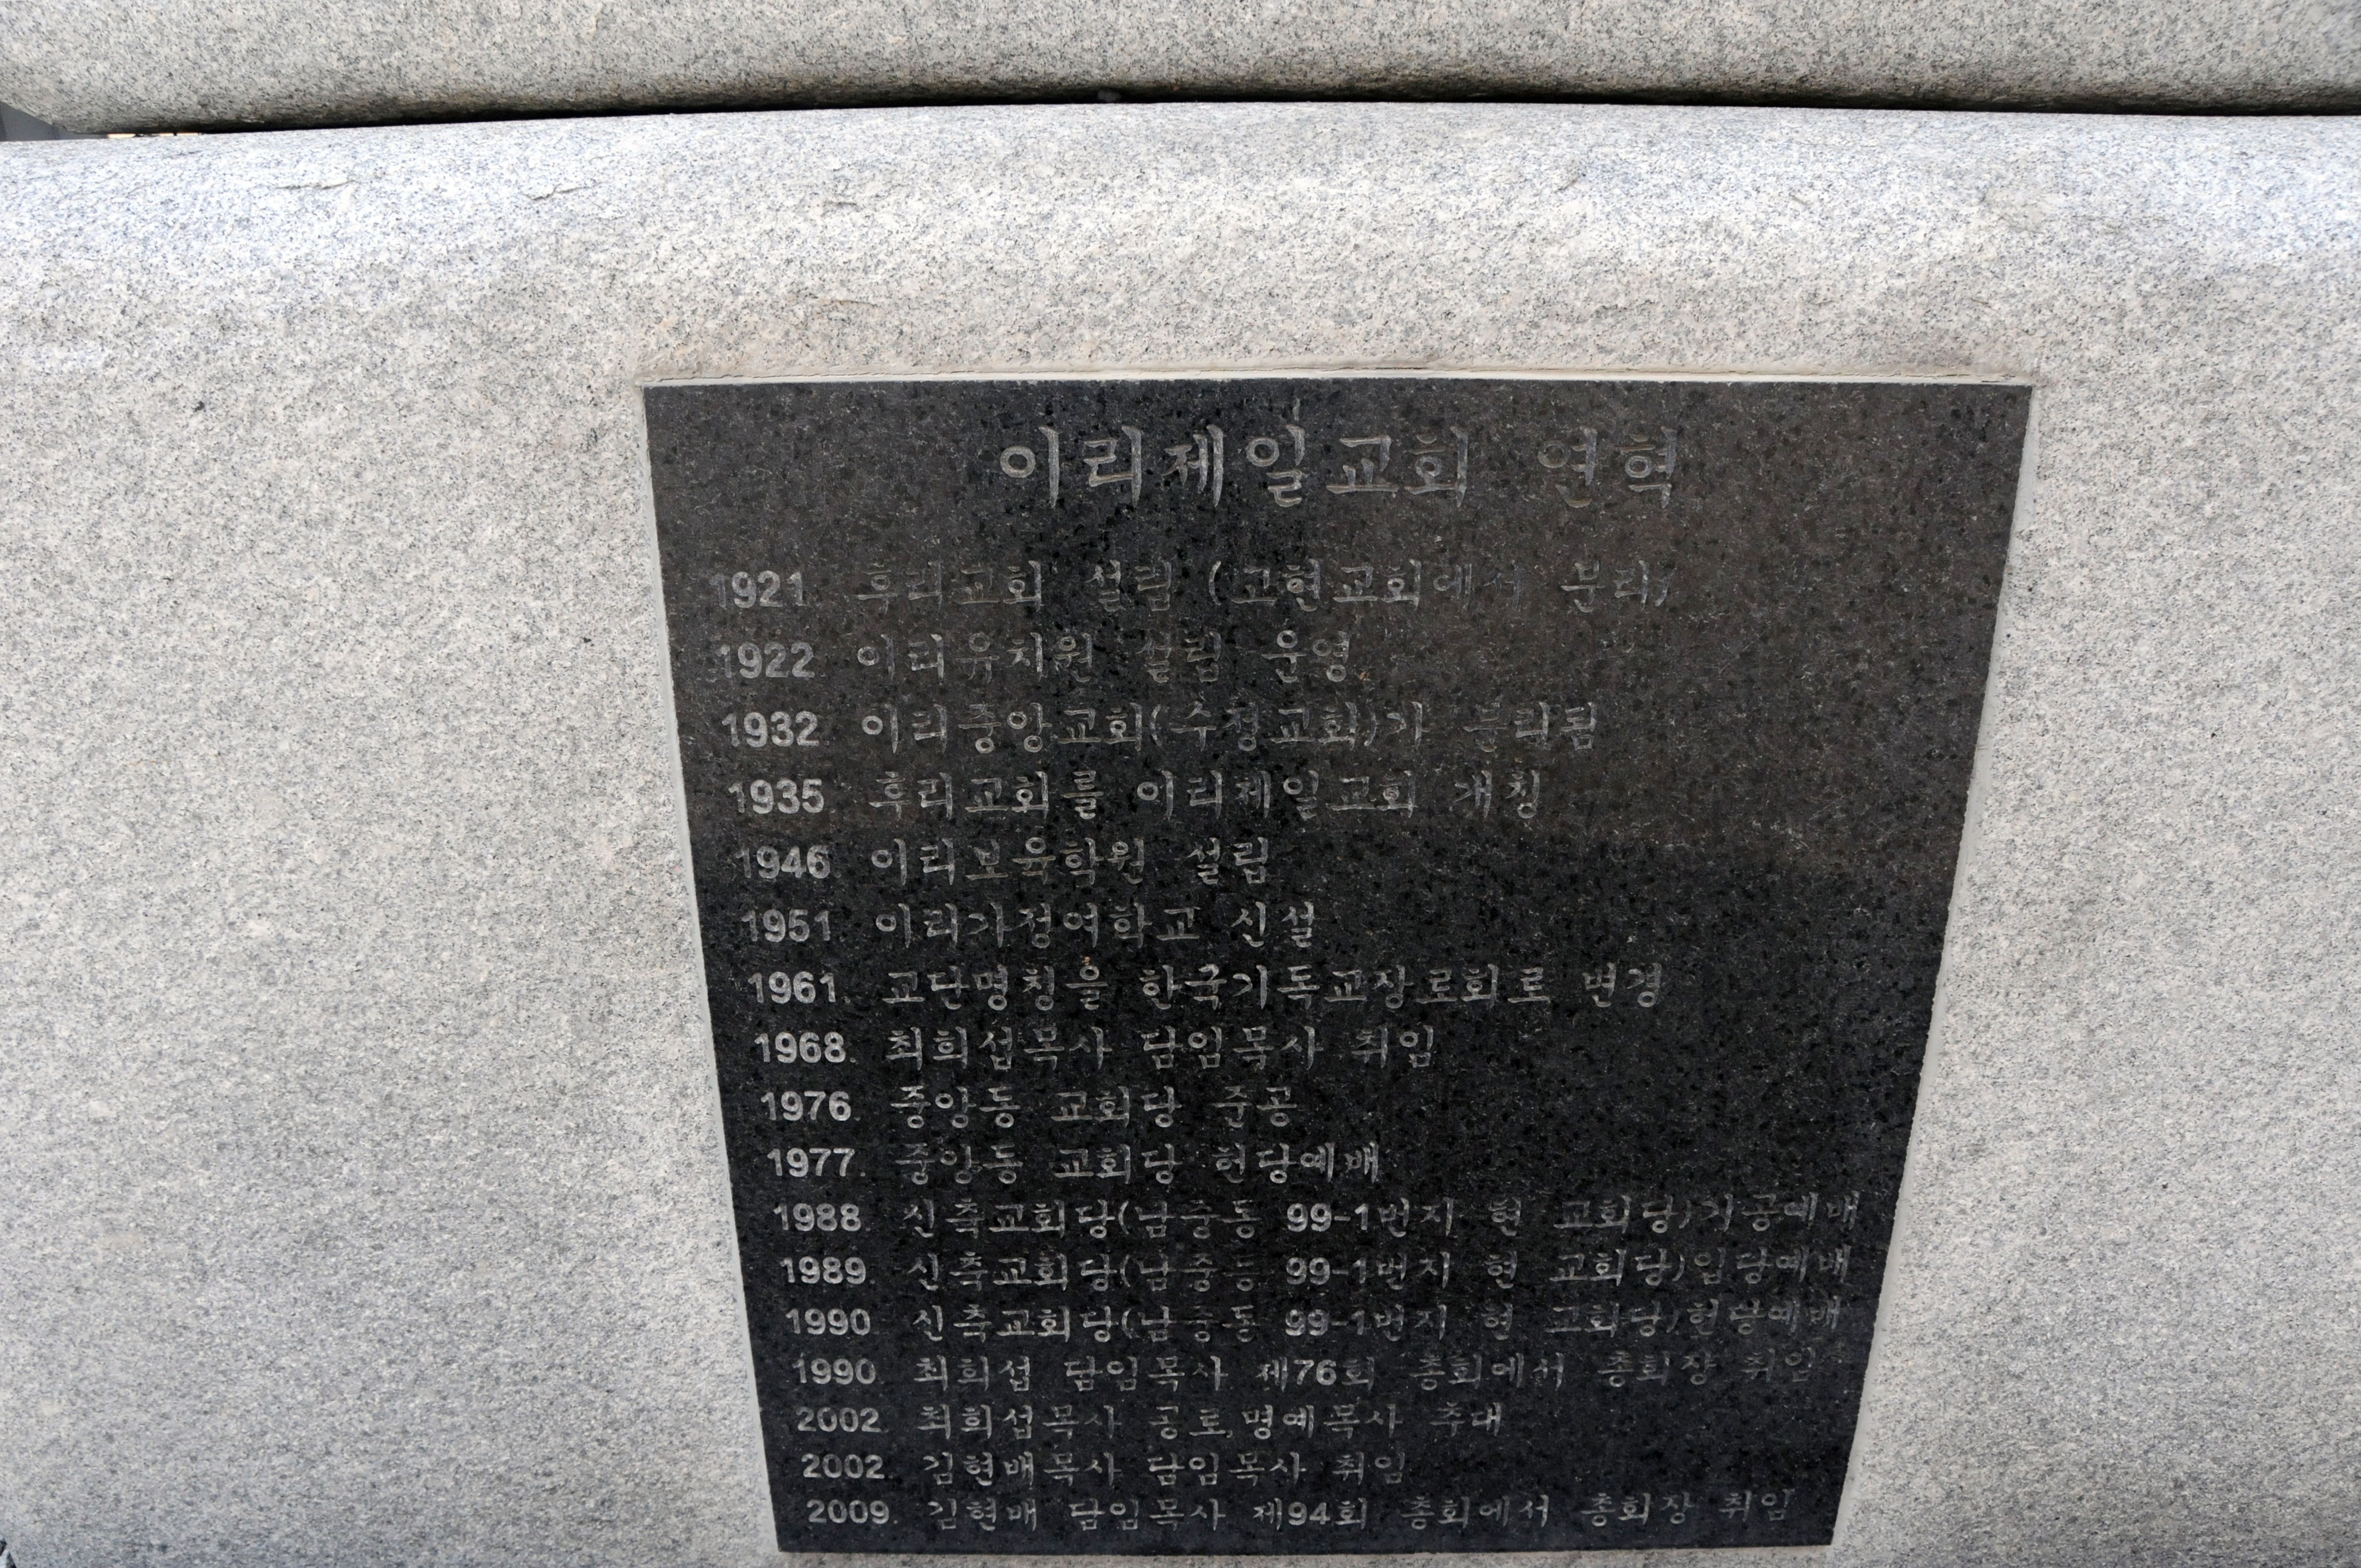 이리제일교회 연혁
1921. 후리교회 설립 (고현교회에서 분리)
1922. 이리유치원 설립 운영
1932. 이리중앙교회(수정교회)가 분리됨
1935. 후리교회를 이리제일교회 개칭
1946. 이리보육학원 설립
1951. 이리가정여학교 신설
1961. 교단명칭을 한국기독교장로회로 변경
1968. 최희섭목사 담임목사 취임
1976. 중앙동 교회당 준공
1977. 중앙동 교회당 헌당예배
1988. 신축교회당(남중동 99-1번지 현 교회당)기공예배
1989. 신축교회당(남중동 99-1번지 현 교회당)입당예배
1990. 신축교회당(남중동 99-1번지 현 교회당)헌당예배
1990. 최희섭 담임목사 제76회 총회에서 총회장 취임
2002. 최희섭목사 공로,명예목사 추대
2002. 김현배목사 담임목사 취임
2009. 김현배 담임목사 제94회 총회에서 총회장 취임